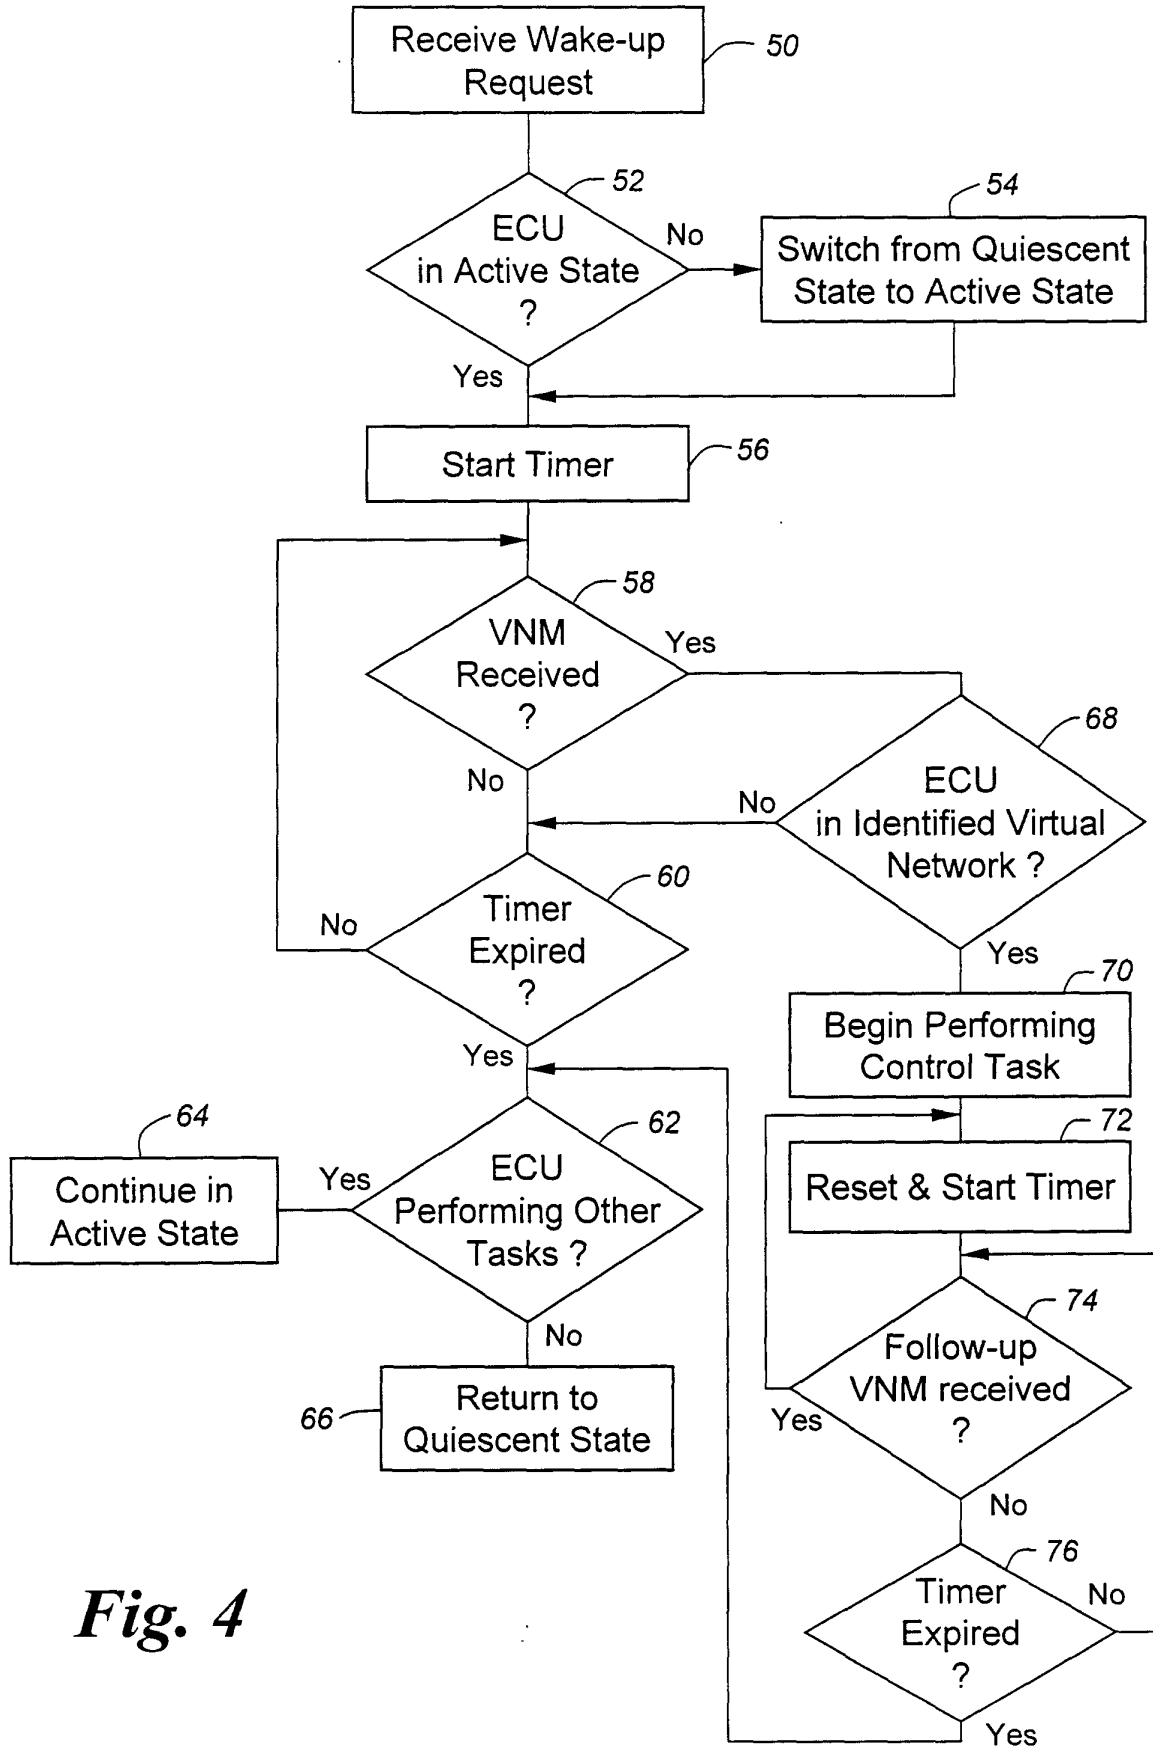 Receive Wake-up
Request
50
52
ECU
in Active State
?
No
Yes
54
Switch from Quiescent
State to Active State
56
Start Timer
58
VNM
Received
?
Yes
No
68
ECU
in Identified Virtual
Network ?
No
Yes
60
Timer
Expired
?
No
Yes
70
Begin Performing
Control Task
72
Reset & Start Timer
62
ECU
Performing Other
Tasks ?
Yes
No
64
Continue in
Active State
66
Return to
Quiescent State
74
Follow-up
VNM received
?
Yes
No
76
Timer
Expired
?
No
Yes
Fig. 4